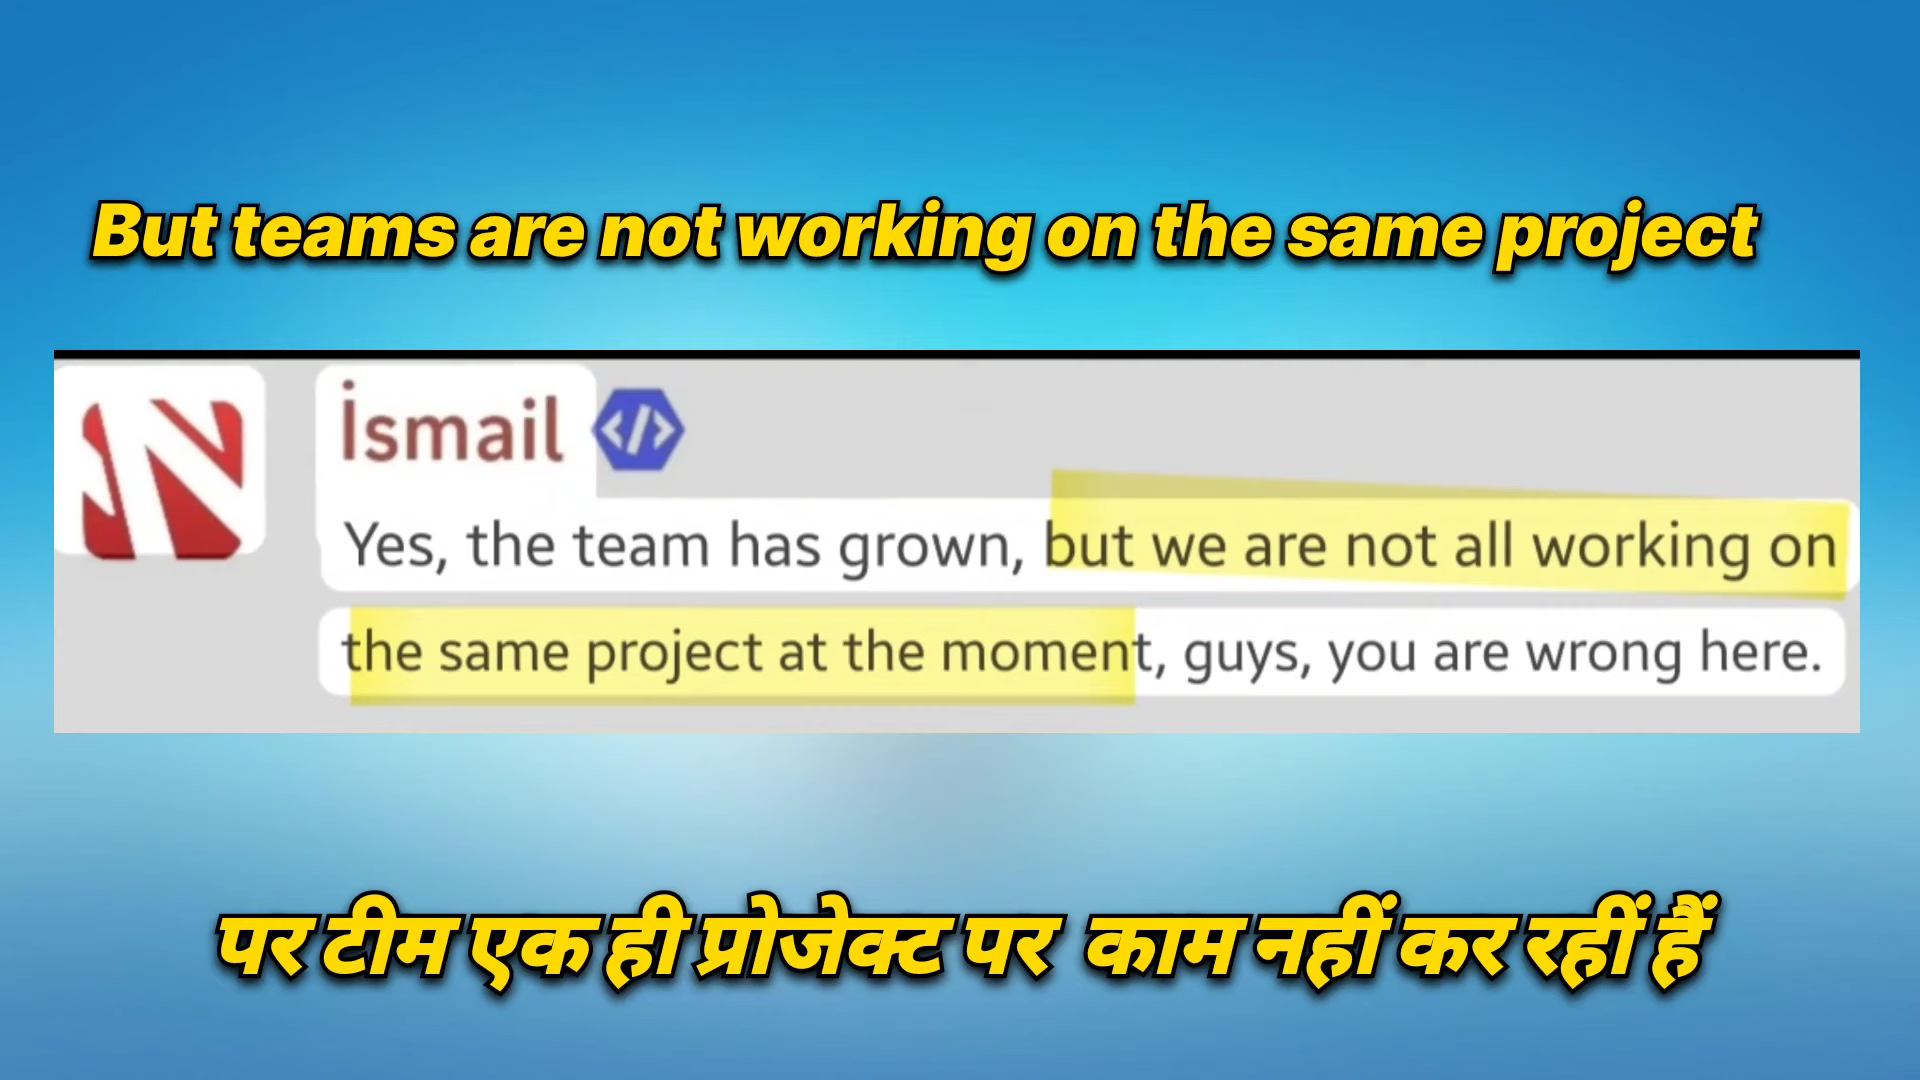 But teams are not working on the same project
İsmail
Yes, the team has grown, but we are not all working on
the same project at the moment, guys, you are wrong here.
पर टीम एक ही प्रोजेक्ट पर काम नहीं कर रहीं हैं